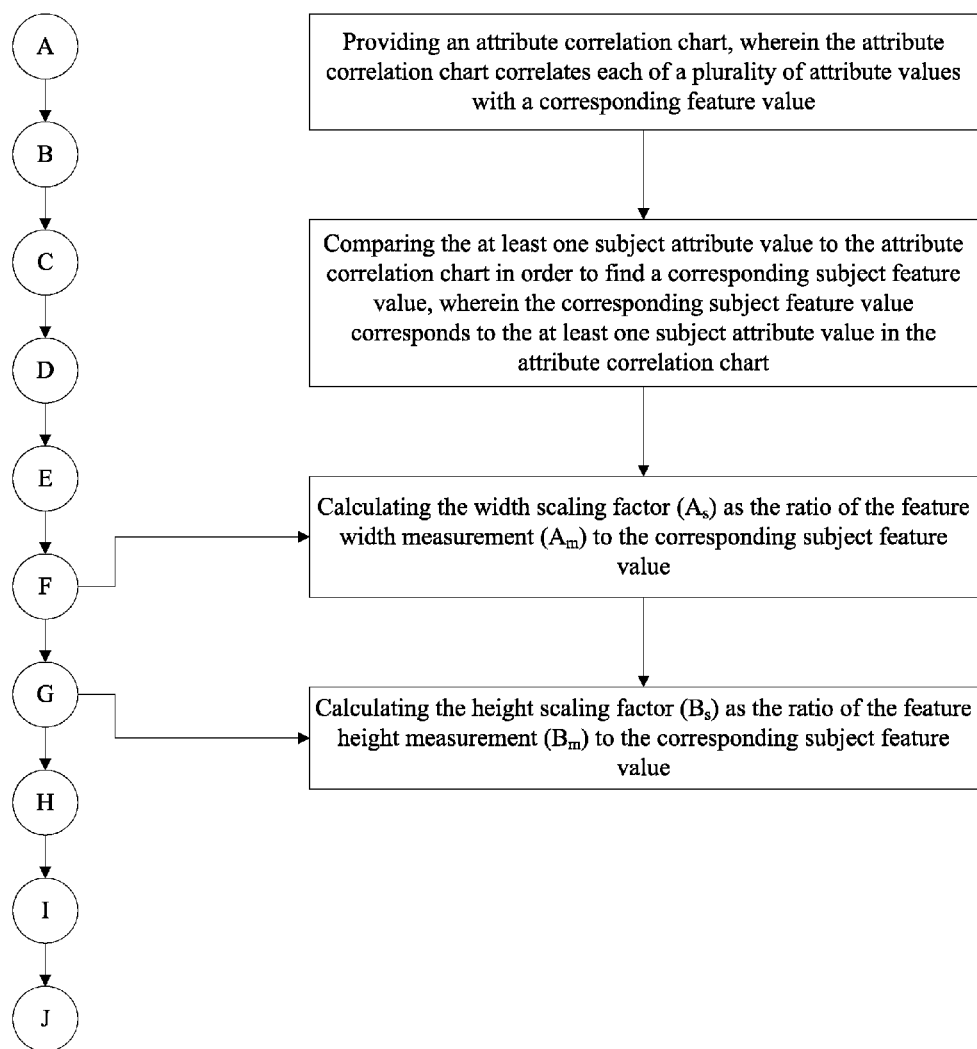 A
B
C
D
E
F
G
H
I
J
Providing an attribute correlation chart, wherein the attribute
correlation chart correlates each of a plurality of attribute values
with a corresponding feature value
Comparing the at least one subject attribute value to the attribute
correlation chart in order to find a corresponding subject feature
value, wherein the corresponding subject feature value
corresponds to the at least one subject attribute value in the
attribute correlation chart
Calculating the width scaling factor (Aₛ) as the ratio of the feature
width measurement (Aₘ) to the corresponding subject feature
value
Calculating the height scaling factor (Bₛ) as the ratio of the feature
height measurement (Bₘ) to the corresponding subject feature
value